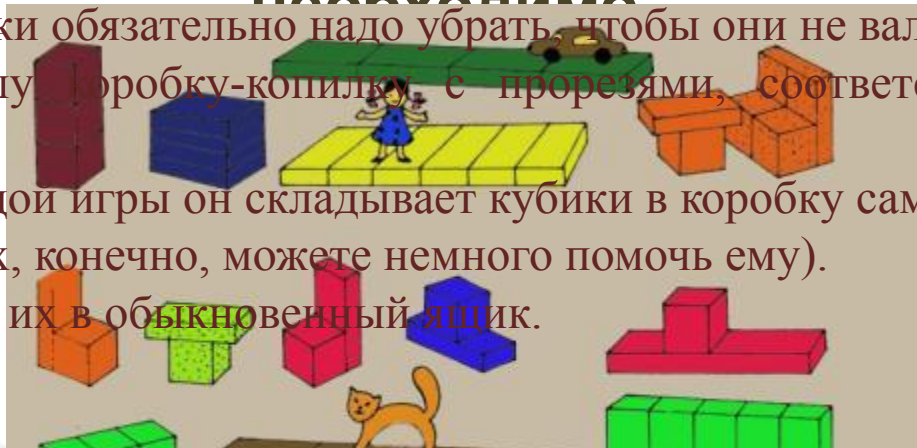 необходимо
ки обязательно надо убрать, чтобы они не вал
коробку-копилку с прорезями, соответс
дой игры он складывает кубики в коробку сам
х, конечно, можете немного помочь ему).
их в обыкновенный ящик.